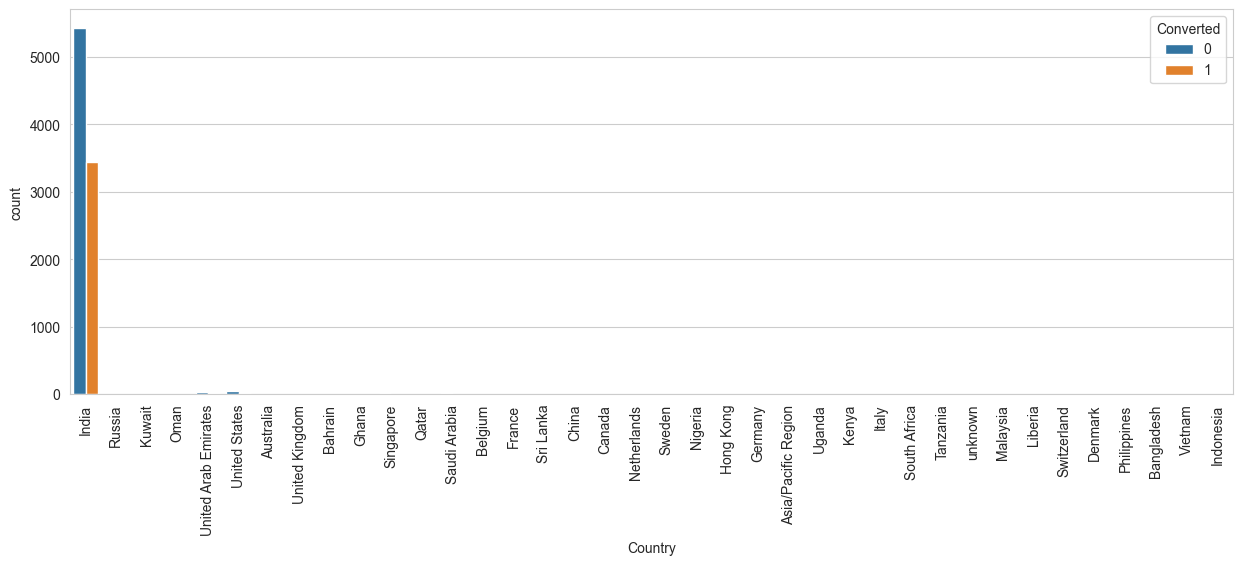 Converted
0
1
count
5000
4000
3000
2000
1000
0
India
Russia
Kuwait
Oman
United Arab Emirates
United States
Australia
United Kingdom
Bahrain
Ghana
Singapore
Qatar
Saudi Arabia
Belgium
France
Sri Lanka
China
Canada
Netherlands
Sweden
Nigeria
Hong Kong
Germany
Asia/Pacific Region
Uganda
Kenya
Italy
South Africa
Tanzania
unknown
Malaysia
Liberia
Switzerland
Denmark
Philippines
Bangladesh
Vietnam
Indonesia
Country